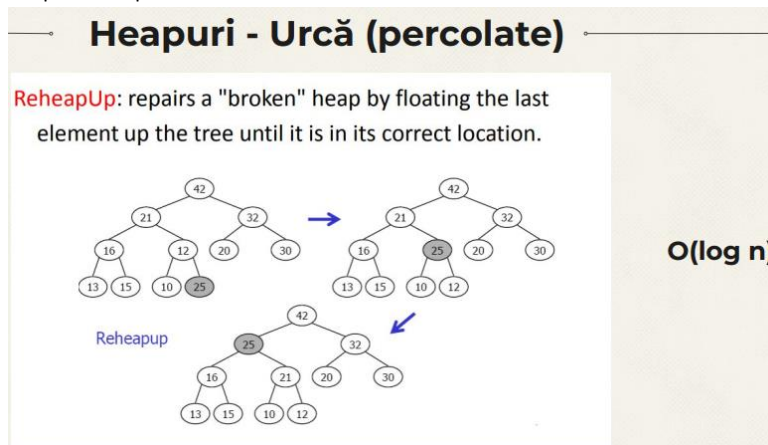 Heapuri - Urcă (percolate)
ReheapUp: repairs a "broken" heap by floating the last
element up the tree until it is in its correct location.
42
21 32
16 12 20 30
13 15 10 25
42
21 32
16 25 20 30
13 15 10 12
O(log n)
Reheapup
42
25 32
16 21 20 30
13 15 10 12